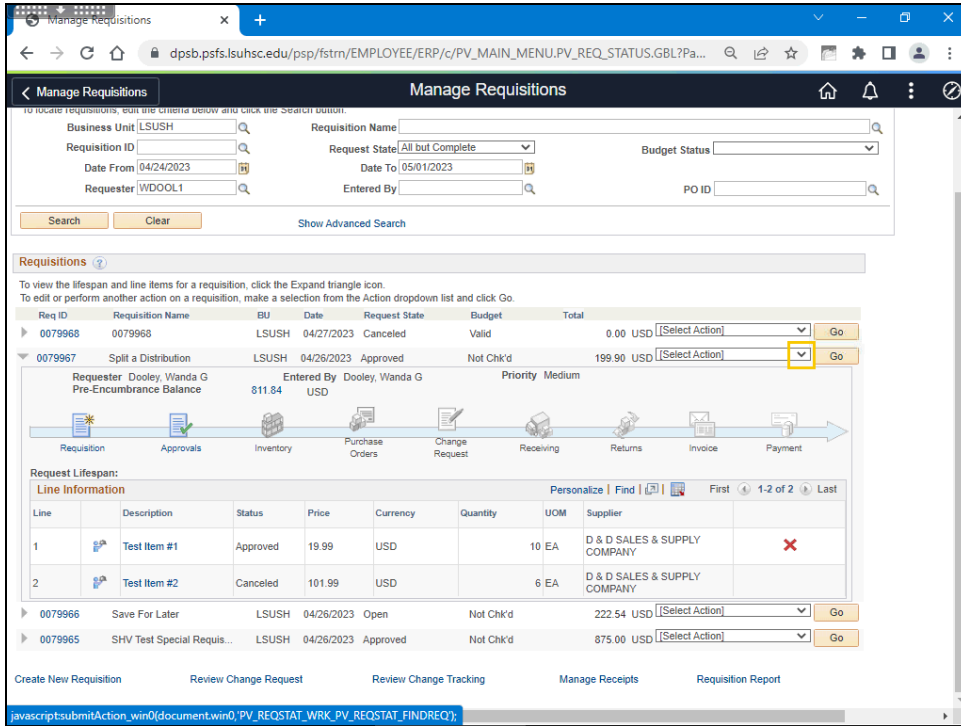 Manage Requisitions
dpsb.psfs.lsuhsc.edu/psp/fstrn/EMPLOYEE/ERP/c/PV_MAIN_MENU.PV_REQ_STATUS.GBL?Pa...
Manage Requisitions Manage Requisitions
To locate requisitions, edit the criteria below and click the Search button.
Business Unit LSUSH Requisition Name
Requisition ID Request State All but Complete Budget Status
Date From 04/24/2023 Date To 05/01/2023
Requester WDOOL1 Entered By PO ID
Search Clear Show Advanced Search
Requisitions ?
To view the lifespan and line items for a requisition, click the Expand triangle icon.
To edit or perform another action on a requisition, make a selection from the Action dropdown list and click Go.
Req ID Requisition Name BU Date Request State Budget Total
0079968 0079968 LSUSH 04/27/2023 Canceled Valid 0.00 USD [Select Action] Go
0079967 Split a Distribution LSUSH 04/26/2023 Approved Not Chk'd 199.90 USD [Select Action] Go
Requester Dooley, Wanda G Entered By Dooley, Wanda G Priority Medium
Pre-Encumbrance Balance 811.84 USD
Requisition Approvals Inventory Purchase Orders Change Request Receiving Returns Invoice Payment
Request Lifespan:
Line Information Personalize | Find | First 1-2 of 2 Last
Line Description Status Price Currency Quantity UOM Supplier
1 Test Item #1 Approved 19.99 USD 10 EA D & D SALES & SUPPLY COMPANY
2 Test Item #2 Canceled 101.99 USD 6 EA D & D SALES & SUPPLY COMPANY
0079966 Save For Later LSUSH 04/26/2023 Open Not Chk'd 222.54 USD [Select Action] Go
0079965 SHV Test Special Requis... LSUSH 04/26/2023 Approved Not Chk'd 875.00 USD [Select Action] Go
Create New Requisition Review Change Request Review Change Tracking Manage Receipts Requisition Report
javascript:submitAction_win0(document.win0,'PV_REQSTAT_WRK_PV_REQSTAT_FINDREQ');